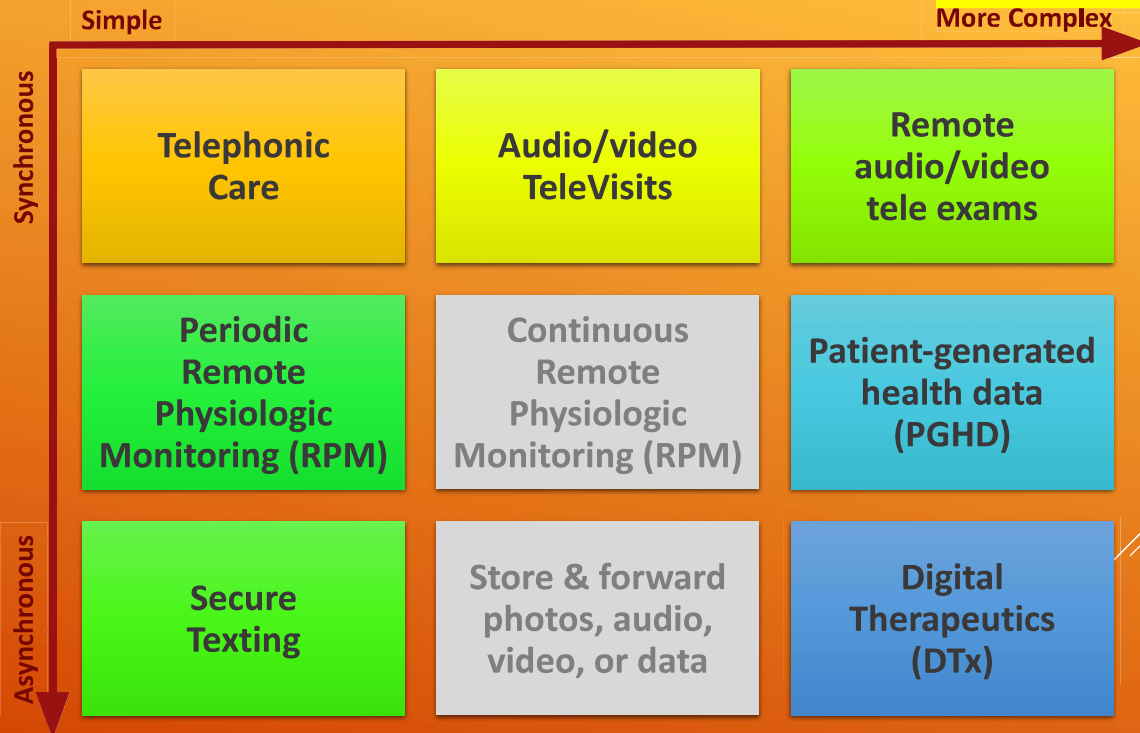 Simple
More Complex
Synchronous
Telephonic
Care
Audio/video
TeleVisits
Remote
audio/video
tele exams
Periodic
Remote
Physiologic
Monitoring (RPM)
Continuous
Remote
Physiologic
Monitoring (RPM)
Patient-generated
health data
(PGHD)
Asynchronous
Secure
Texting
Store & forward
photos, audio,
video, or data
Digital
Therapeutics
(DTx)